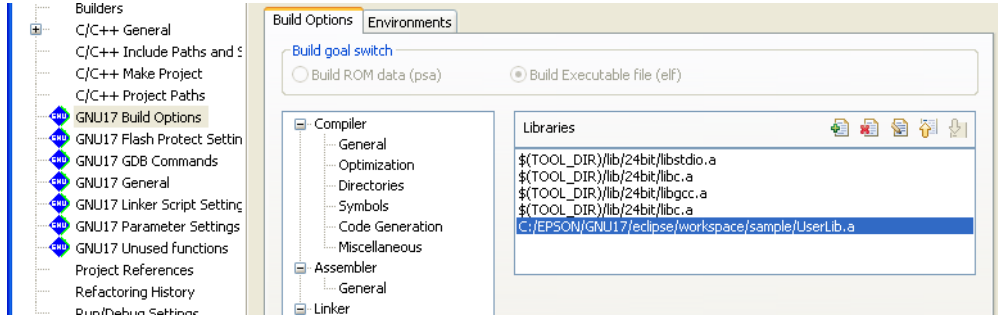 Builders
C/C++ General
C/C++ Include Paths and S
C/C++ Make Project
C/C++ Project Paths
GNU17 Build Options
GNU17 Flash Protect Settin
GNU17 GDB Commands
GNU17 General
GNU17 Linker Script Setting
GNU17 Parameter Settings
GNU17 Unused functions
Project References
Refactoring History
Run/Debug Settings
Build Options
Environments
Build goal switch
Build ROM data (psa)
Build Executable file (elf)
Compiler
General
Optimization
Directories
Symbols
Code Generation
Miscellaneous
Assembler
General
Linker
Libraries
$(TOOL_DIR)/lib/24bit/libstdio.a
$(TOOL_DIR)/lib/24bit/libc.a
$(TOOL_DIR)/lib/24bit/libgcc.a
$(TOOL_DIR)/lib/24bit/libc.a
C:/EPSON/GNU17/eclipse/workspace/sample/UserLib.a